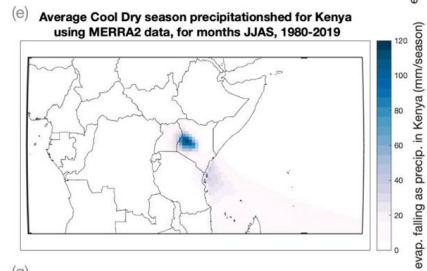 (e)
Average Cool Dry season precipitationshed for Kenya
using MERRA2 data, for months JJAS, 1980-2019
120
100
80
60
40
20
0
evap. falling as precip. in Kenya (mm/season)